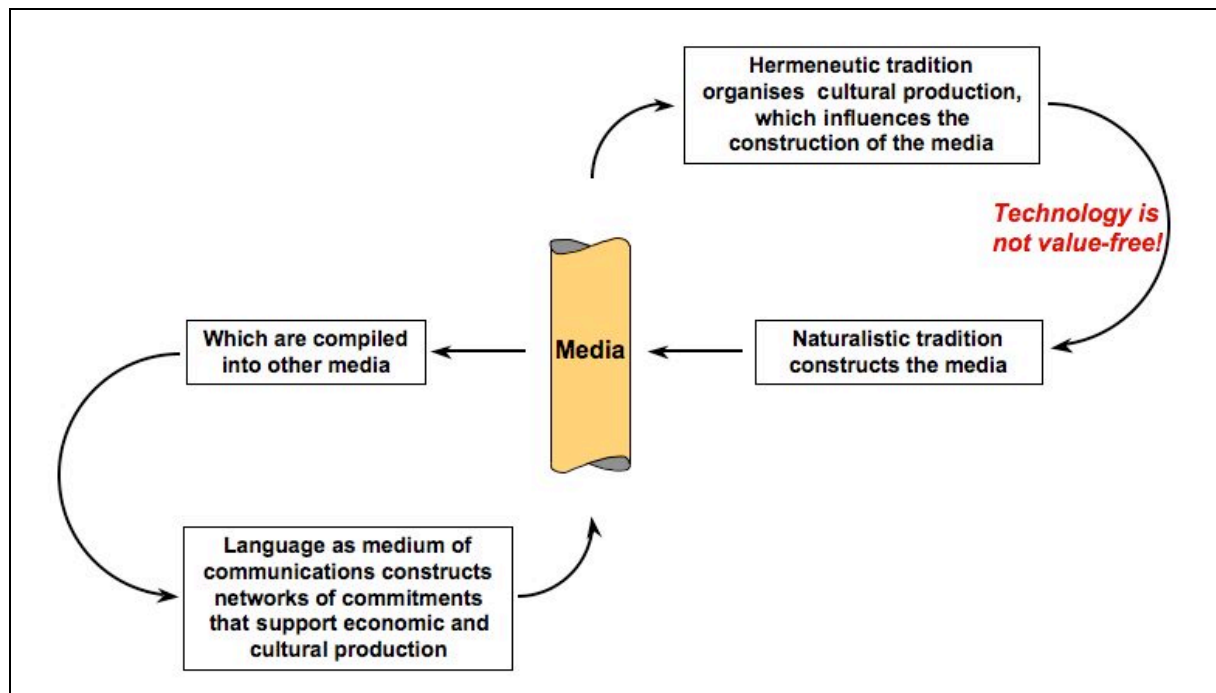 Hermeneutic tradition
organises cultural production,
which influences the
construction of the media
Technology is
not value-free!
Naturalistic tradition
constructs the media
Media
Which are compiled
into other media
Language as medium of
communications constructs
networks of commitments
that support economic and
cultural production